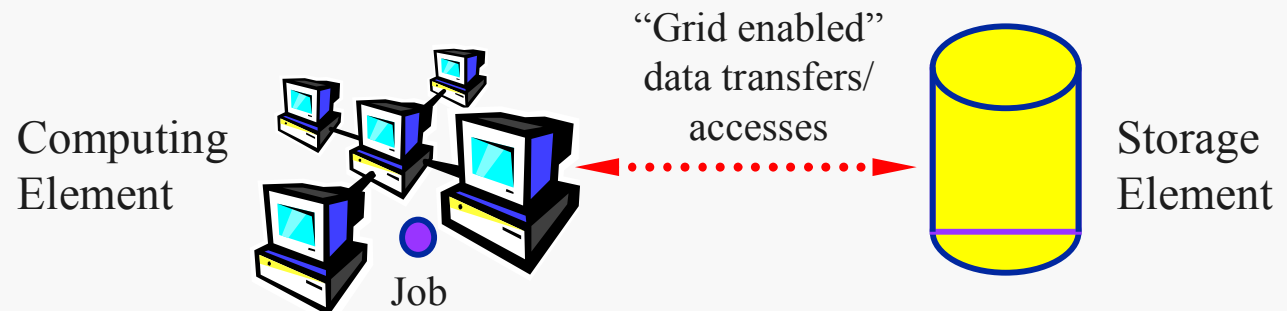 “Grid enabled”
data transfers/
accesses
Computing
Element
Storage
Element
Job